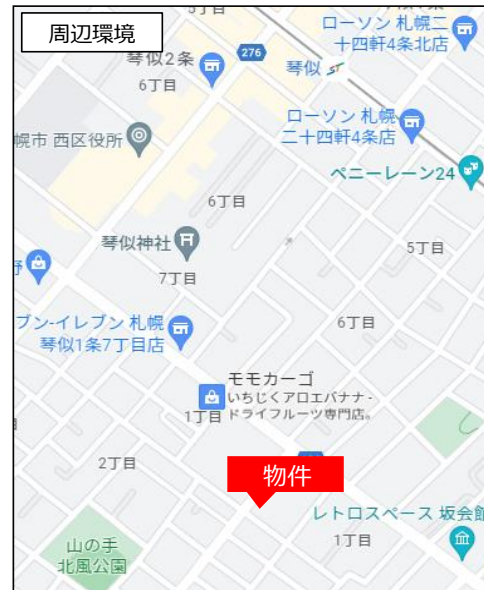 周辺環境
5丁目
ローソン 札幌二
十四軒4条北店
276
琴似2条
6丁目
琴似
ローソン 札幌
二十四軒4条店
幌市 西区役所
ペニーレーン24
6丁目
琴似神社
5丁目
野
7丁目
ブン-イレブン 札幌
琴似1条7丁目店
6丁目
モモカーゴ
いちじくアロエバナナ -
ドライフルーツ専門店。
1丁目
2丁目
物件
レトロスペース 坂会館
1丁目
山の手
北風公園